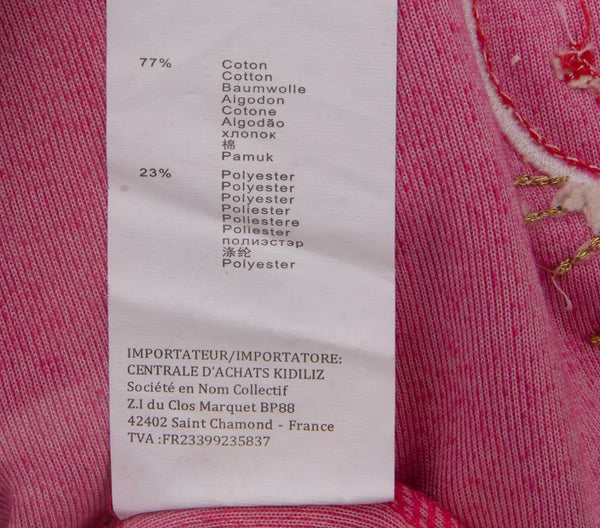 77% Coton
Cotton
Baumwolle
Algodon
Cotone
Algodão
хлопок
棉
Pamuk
23% Polyester
Polyester
Polyester
Poliester
Poliestere
Poliester
полиэстэр
涤纶
Polyester
IMPORTATEUR/IMPORTATORE:
CENTRALE D'ACHATS KIDILIZ
Société en Nom Collectif
Z.I du Clos Marquet BP88
42402 Saint Chamond - France
TVA :FR23399235837